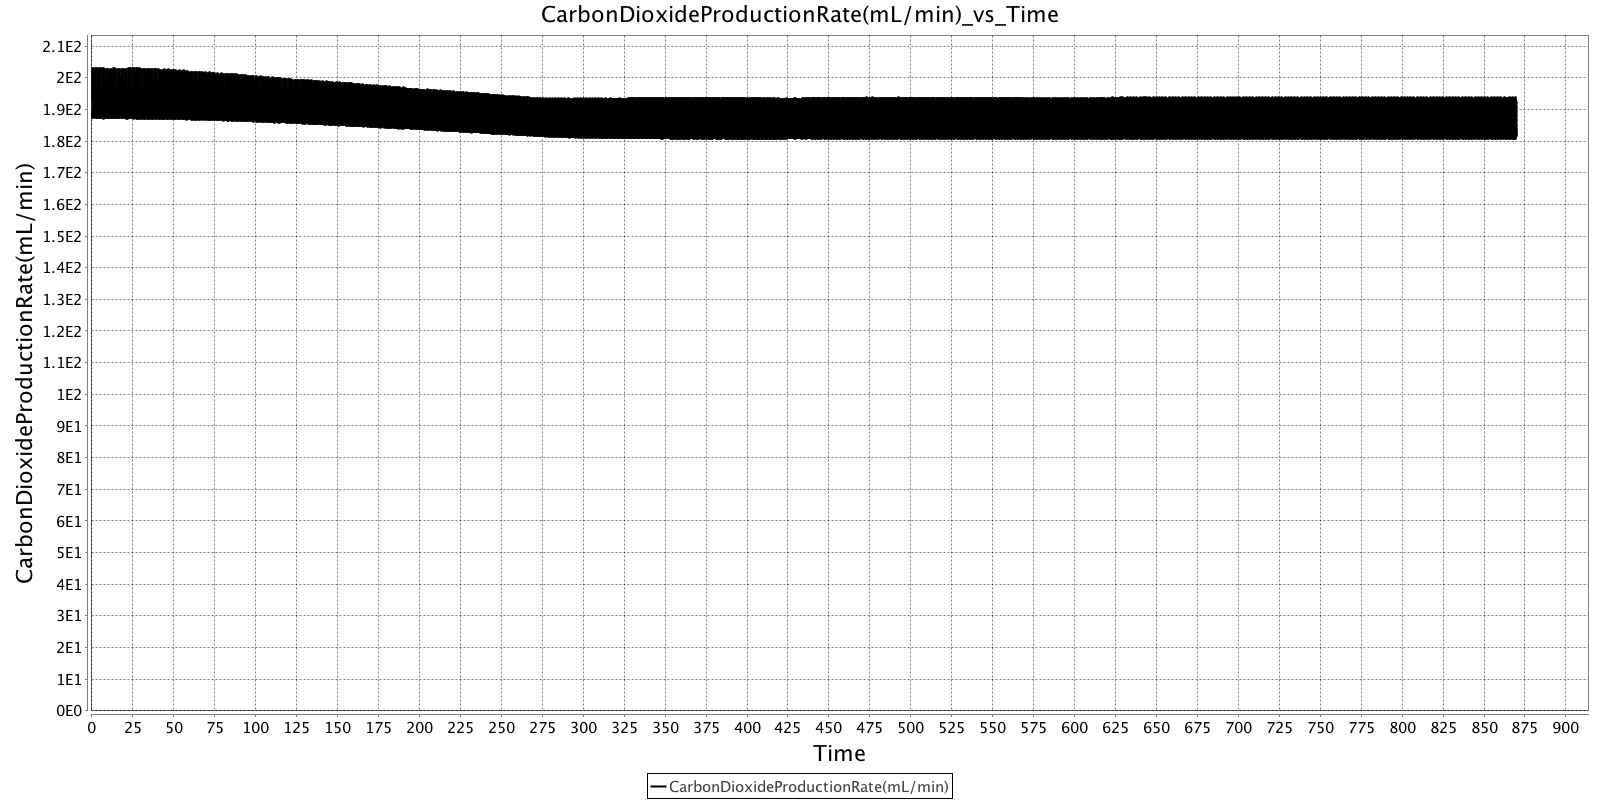 CarbonDioxideProductionRate(mL/min)_vs_Time
CarbonDioxideProductionRate(mL/min)
2.1E2
2E2
1.9E2
1.8E2
1.7E2
1.6E2
1.5E2
1.4E2
1.3E2
1.2E2
1.1E2
1E2
9E1
8E1
7E1
6E1
5E1
4E1
3E1
2E1
1E1
0E0
0 25 50 75 100 125 150 175 200 225 250 275 300 325 350 375 400 425 450 475 500 525 550 575 600 625 650 675 700 725 750 775 800 825 850 875 900
Time
CarbonDioxideProductionRate(mL/min)